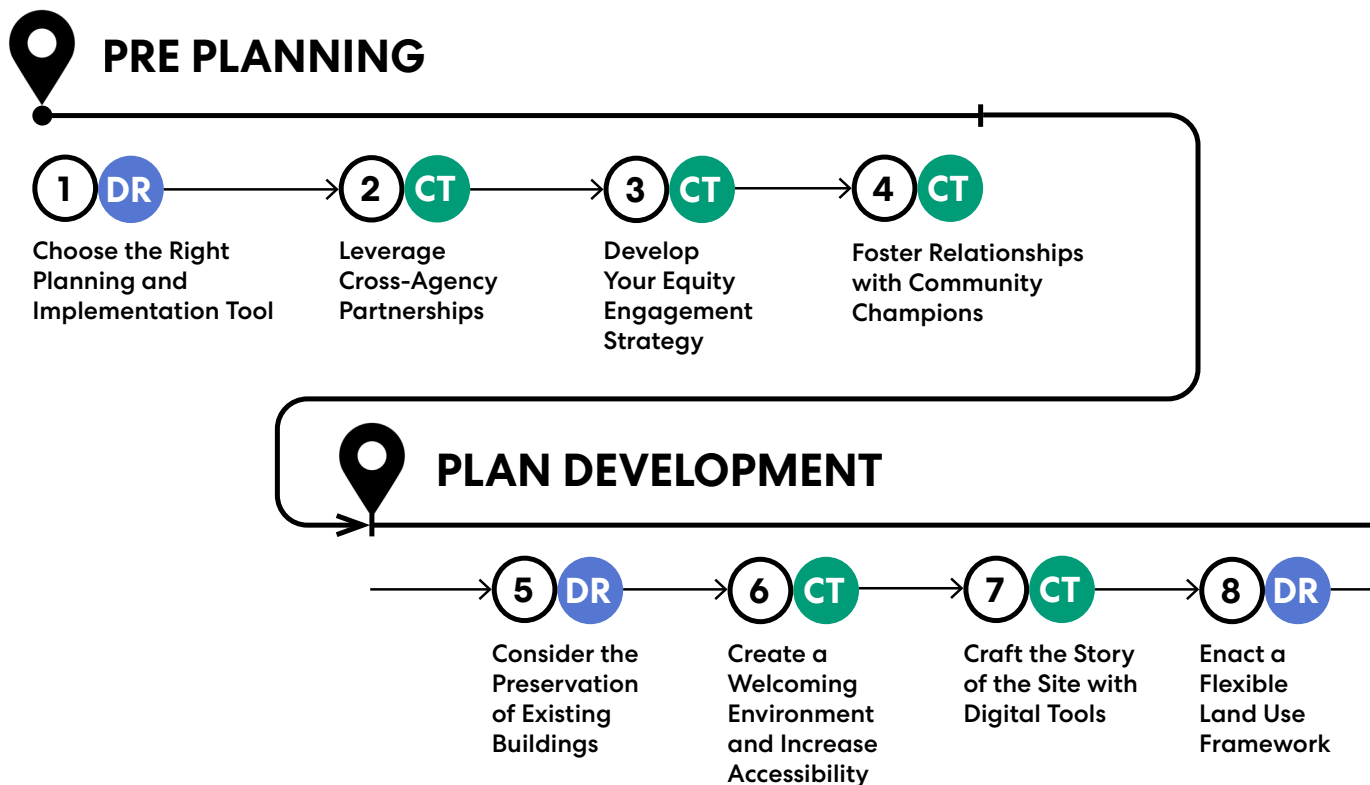 PRE PLANNING
1 DR
Choose the Right
Planning and
Implementation Tool
2 CT
Leverage
Cross-Agency
Partnerships
3 CT
Develop
Your Equity
Engagement
Strategy
4 CT
Foster Relationships
with Community
Champions
PLAN DEVELOPMENT
5 DR
Consider the
Preservation
of Existing
Buildings
6 CT
Create a
Welcoming
Environment
and Increase
Accessibility
7 CT
Craft the Story
of the Site with
Digital Tools
8 DR
Enact a
Flexible
Land Use
Framework